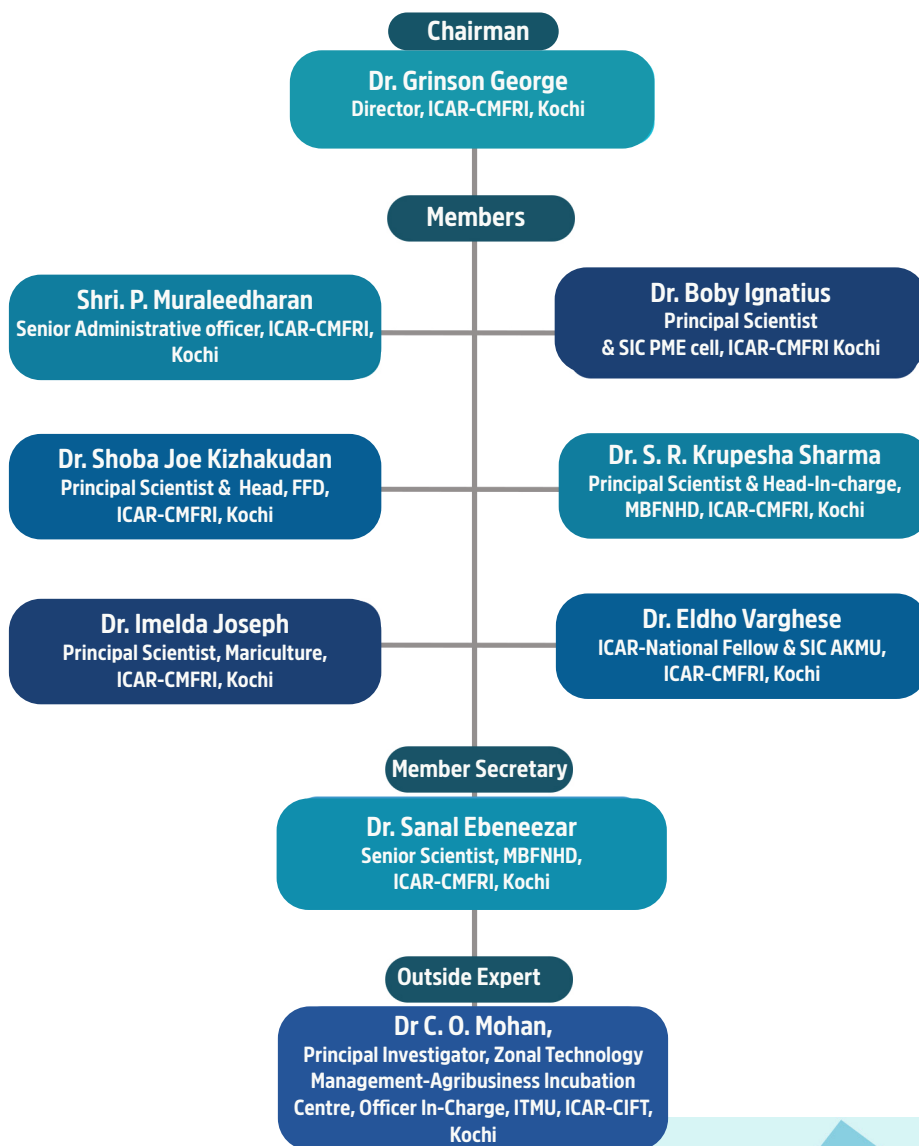 Chairman
Dr. Grinson George
Director, ICAR-CMFRI, Kochi
Members
Shri. P. Muraleedharan
Senior Administrative officer, ICAR-CMFRI,
Kochi
Dr. Boby Ignatius
Principal Scientist
& SIC PME cell, ICAR-CMFRI Kochi
Dr. Shoba Joe Kizhakudan
Principal Scientist & Head, FFD,
ICAR-CMFRI, Kochi
Dr. S. R. Krupesha Sharma
Principal Scientist & Head-In-charge,
MBFNHD, ICAR-CMFRI, Kochi
Dr. Imelda Joseph
Principal Scientist, Mariculture,
ICAR-CMFRI, Kochi
Dr. Eldho Varghese
ICAR-National Fellow & SIC AKMU,
ICAR-CMFRI, Kochi
Member Secretary
Dr. Sanal Ebeneezar
Senior Scientist, MBFNHD,
ICAR-CMFRI, Kochi
Outside Expert
Dr C. O. Mohan,
Principal Investigator, Zonal Technology
Management-Agribusiness Incubation
Centre, Officer In-Charge, ITMU, ICAR-CIFT,
Kochi